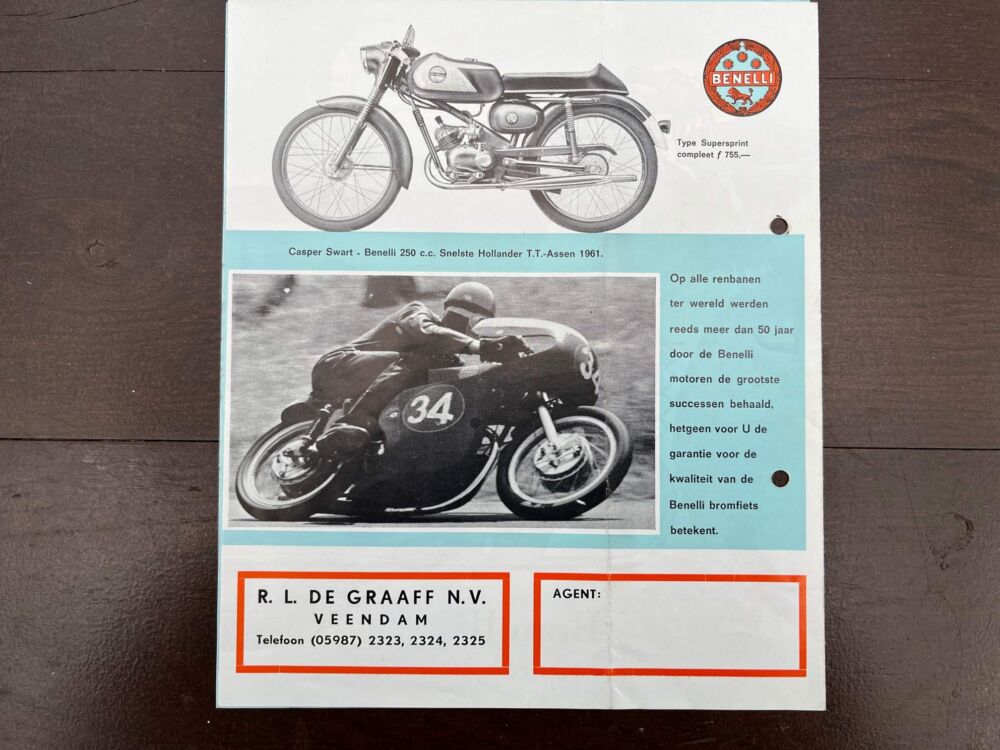 BENELLI
Type Supersprint
compleet ƒ 755,—
Casper Swart - Benelli 250 c.c. Snelste Hollander T.T.-Assen 1961.
34
3
Op alle renbanen
ter wereld werden
reeds meer dan 50 jaar
door de Benelli
motoren de grootste
successen behaald,
hetgeen voor U de
garantie voor de
kwaliteit van de
Benelli bromfiets
betekent.
R. L. DE GRAAFF N.V.
VEENDAM
Telefoon (05987) 2323, 2324, 2325
AGENT: